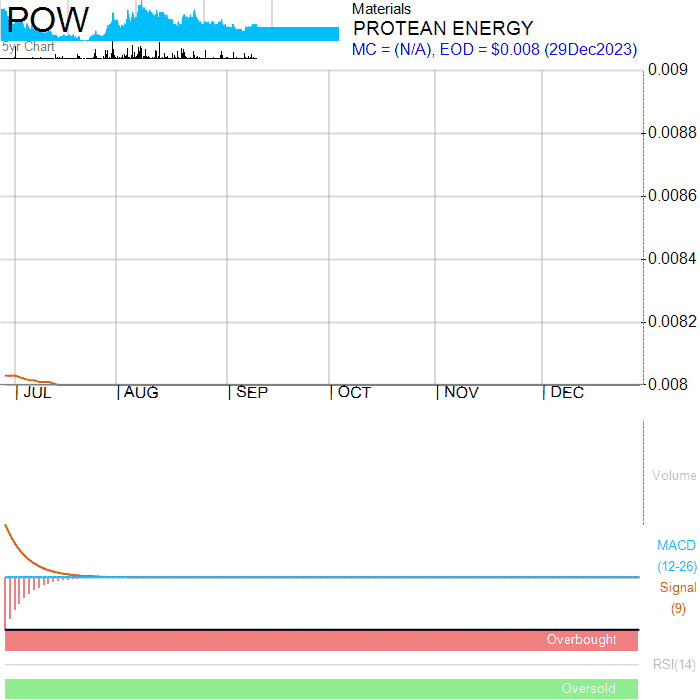 POW
5yr Chart
Materials
PROTEAN ENERGY
MC = (N/A), EOD = $0.008 (29Dec2023)
0.009
0.0088
0.0086
0.0084
0.0082
0.008
JUL AUG SEP OCT NOV DEC
Volume
MACD
(12-26)
Signal
(9)
Overbought
RSI(14)
Oversold